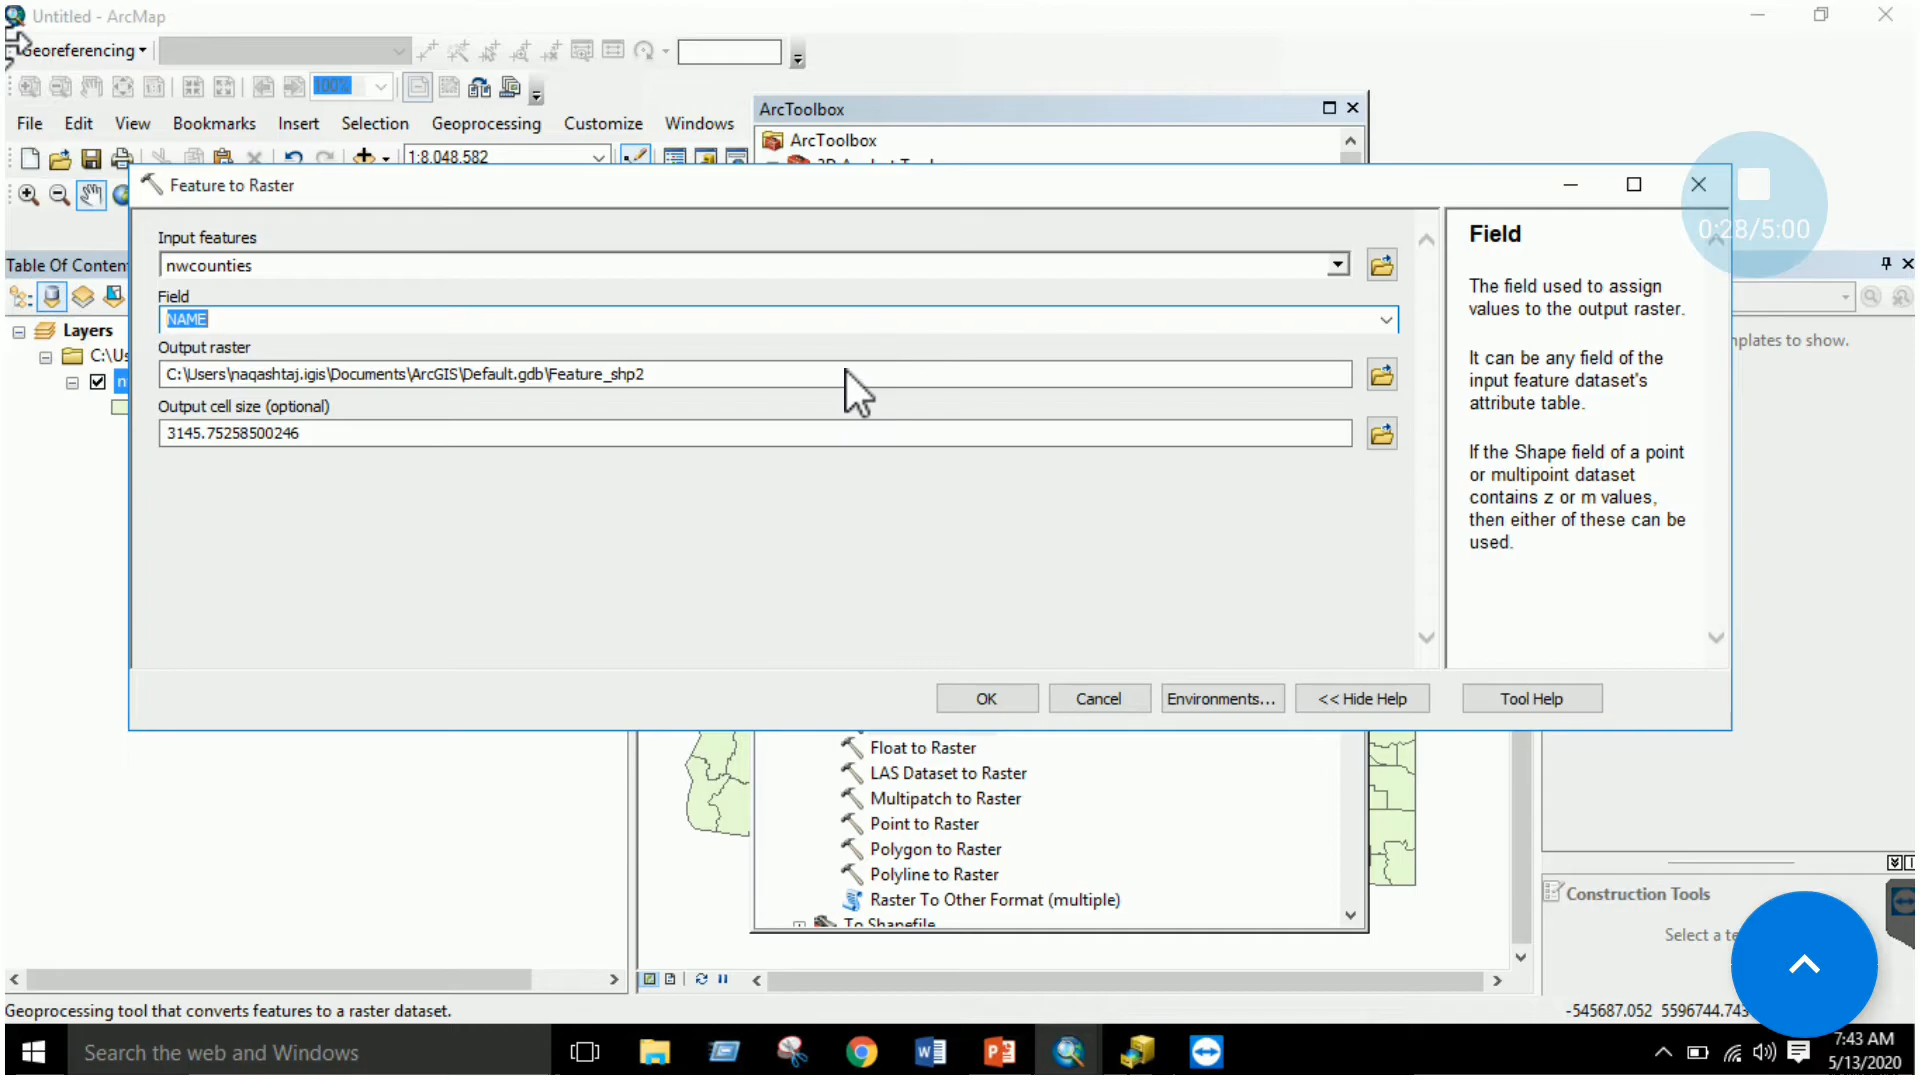 Untitled - ArcMap
Georeferencing
100%
File Edit View Bookmarks Insert Selection Geoprocessing Customize Windows
1:8,048,582
ArcToolbox
ArcToolbox
Feature to Raster
0:28/5:00
Input features
nwcounties
Field
NAME
Output raster
C:\Users\naqashtaj.igis\Documents\ArcGIS\Default.gdb\Feature_shp2
Output cell size (optional)
3145.75258500246
Field
The field used to assign
values to the output raster.
It can be any field of the
input feature dataset's
attribute table.
If the Shape field of a point
or multipoint dataset
contains z or m values,
then either of these can be
used.
OK Cancel Environments... << Hide Help Tool Help
Table Of Conten
Layers
C:\Us
n
nplates to show.
Float to Raster
LAS Dataset to Raster
Multipatch to Raster
Point to Raster
Polygon to Raster
Polyline to Raster
Raster To Other Format (multiple)
To Shapefile
Construction Tools
Select a te
Geoprocessing tool that converts features to a raster dataset.
-545687.052 5596744.743
Search the web and Windows
7:43 AM
5/13/2020